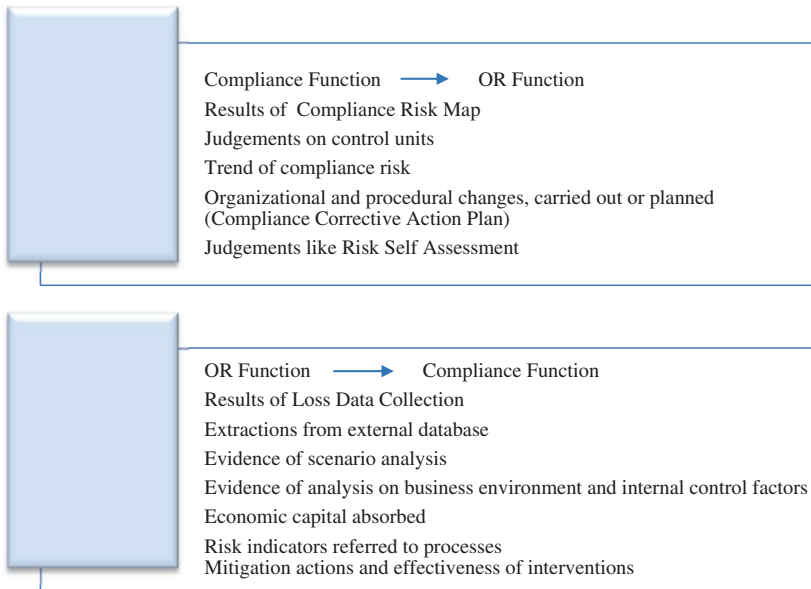 Compliance Function OR Function
Results of Compliance Risk Map
Judgements on control units
Trend of compliance risk
Organizational and procedural changes, carried out or planned
(Compliance Corrective Action Plan)
Judgements like Risk Self Assessment
OR Function Compliance Function
Results of Loss Data Collection
Extractions from external database
Evidence of scenario analysis
Evidence of analysis on business environment and internal control factors
Economic capital absorbed
Risk indicators referred to processes
Mitigation actions and effectiveness of interventions